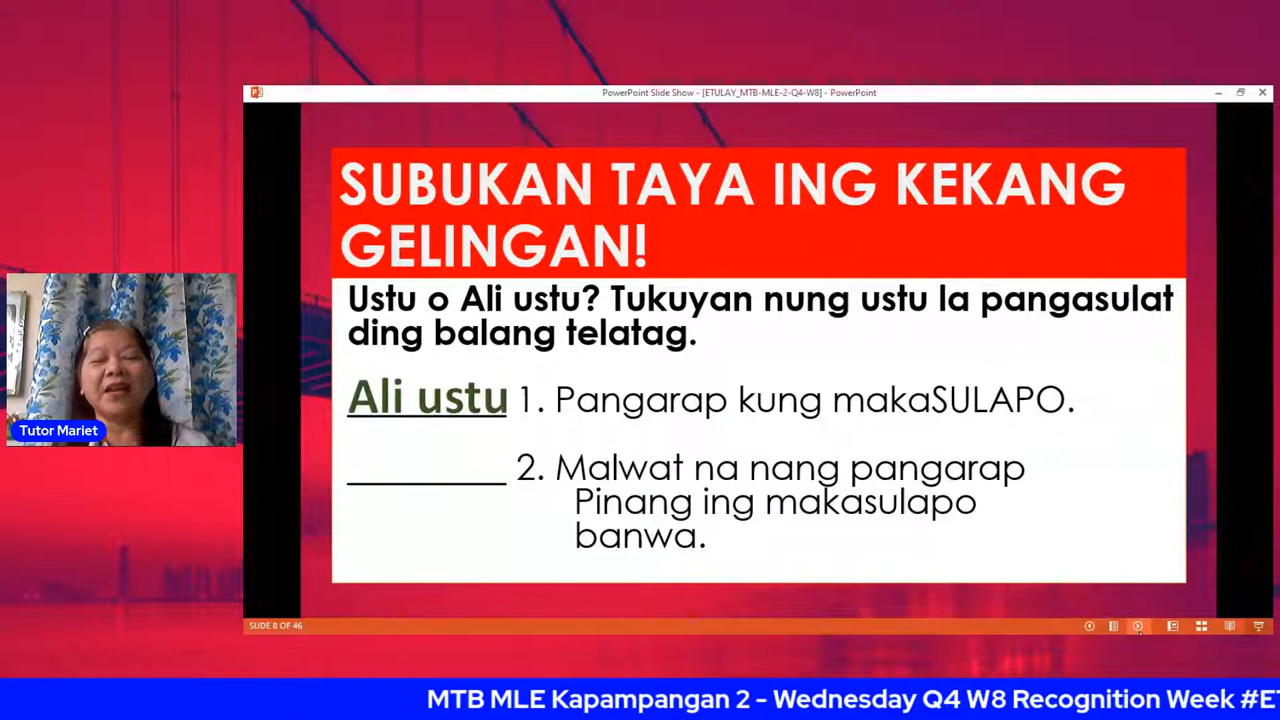 PowerPoint Slide Show - [ETULAY_MTB-MLE-2-Q4-W8] - PowerPoint
SUBUKAN TAYA ING KEKANG
GELINGAN!
Ustu o Ali ustu? Tukuyan nung ustu la pangasulat
ding balang telatag.
Ali ustu 1. Pangarap kung makaSULAPO.
2. Malwat na nang pangarap
Pinang ing makasulapo
banwa.
Tutor Mariet
SLIDE 8 OF 46
MTB MLE Kapampangan 2 - Wednesday Q4 W8 Recognition Week #E